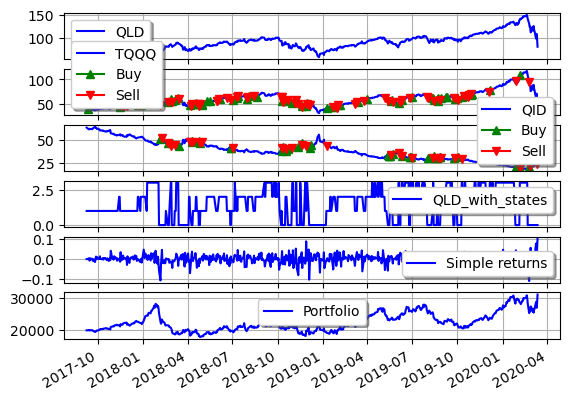 150
QLD
100
TQQQ
100
Buy
50
Sell
QID
50
Buy
25
Sell
2.5
QLD_with_states
0.0
0.1
0.0
Simple returns
-0.1
30000
Portfolio
20000
2017-10 2018-01 2018-04 2018-07 2018-10 2019-01 2019-04 2019-07 2019-10 2020-01 2020-04